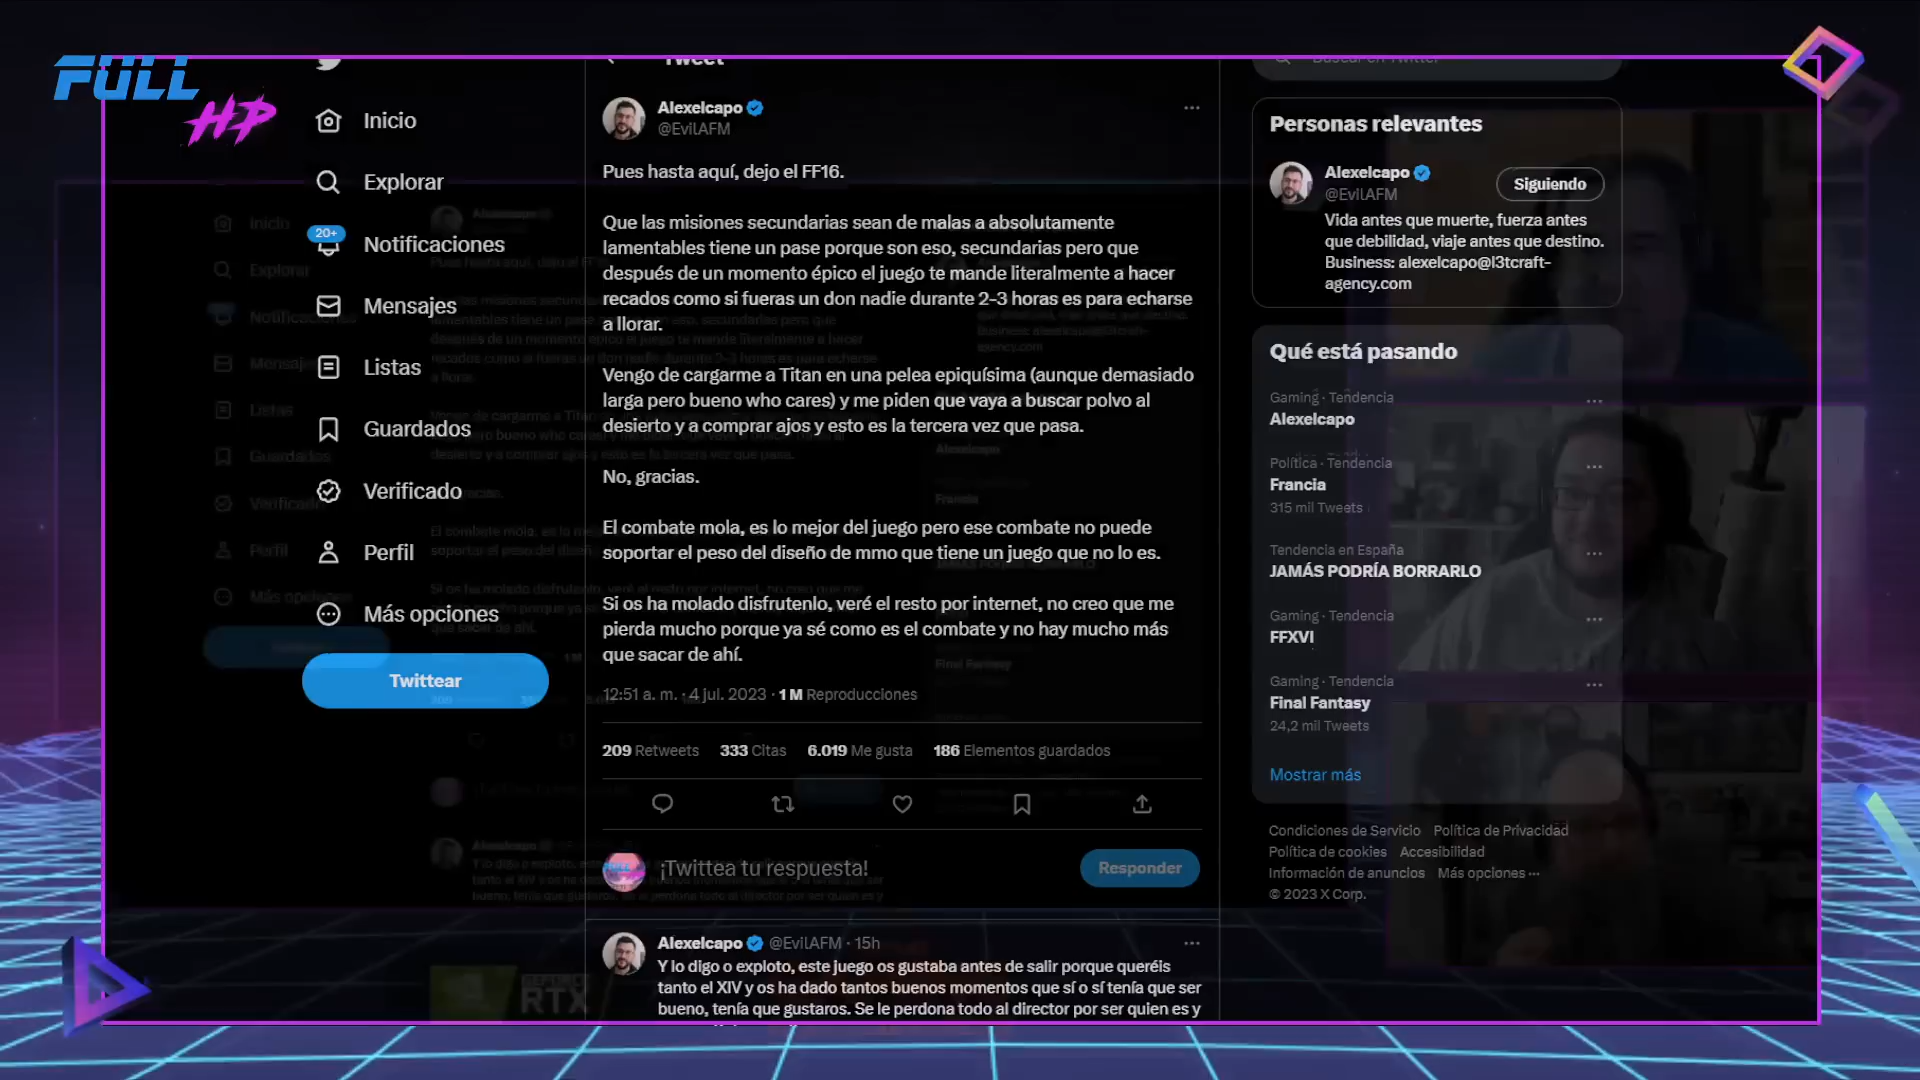 FULL
HP
Tweet
Inicio
Explorar
20+
Notificaciones
Mensajes
Listas
Guardados
Verificado
Perfil
Más opciones
Twittear
Alexelcapo
@EvilAFM
Pues hasta aquí, dejo el FF16.
Que las misiones secundarias sean de malas a absolutamente
lamentables tiene un pase porque son eso, secundarias pero que
después de un momento épico el juego te mande literalmente a hacer
recados como si fueras un don nadie durante 2-3 horas es para echarse
a llorar.
Vengo de cargarme a Titan en una pelea epiquísima (aunque demasiado
larga pero bueno who cares) y me piden que vaya a buscar polvo al
desierto y a comprar ajos y esto es la tercera vez que pasa.
No, gracias.
El combate mola, es lo mejor del juego pero ese combate no puede
soportar el peso del diseño de mmo que tiene un juego que no lo es.
Si os ha molado disfrutenlo, veré el resto por internet, no creo que me
pierda mucho porque ya sé como es el combate y no hay mucho más
que sacar de ahí.
12:51 a. m. · 4 jul. 2023 · 1 M Reproducciones
209 Retweets 333 Citas 6.019 Me gusta 186 Elementos guardados
¡Twittea tu respuesta!
Responder
Alexelcapo @EvilAFM · 15h
Y lo digo o exploto, este juego os gustaba antes de salir porque queréis
tanto el XIV y os ha dado tantos buenos momentos que sí o sí tenía que ser
bueno, tenía que gustaros. Se le perdona todo al director por ser quien es y
Buscar en Twitter
Personas relevantes
Alexelcapo
@EvilAFM
Siguiendo
Vida antes que muerte, fuerza antes
que debilidad, viaje antes que destino.
Business: alexelcapo@l3tcraft-
agency.com
Qué está pasando
Gaming · Tendencia
Alexelcapo
Política · Tendencia
Francia
315 mil Tweets
Tendencia en España
JAMÁS PODRÍA BORRARLO
Gaming · Tendencia
FFXVI
Gaming · Tendencia
Final Fantasy
24,2 mil Tweets
Mostrar más
Condiciones de Servicio Política de Privacidad
Política de cookies Accesibilidad
Información de anuncios Más opciones ···
© 2023 X Corp.
RTX